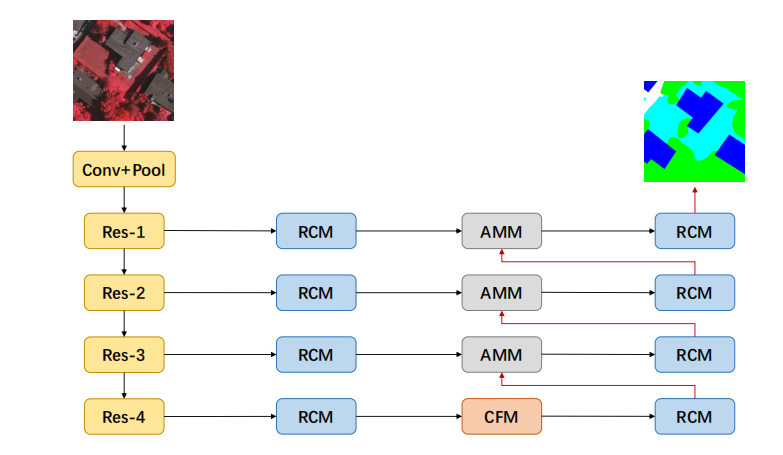 Conv+Pool
Res-1 RCM AMM RCM
Res-2 RCM AMM RCM
Res-3 RCM AMM RCM
Res-4 RCM CFM RCM